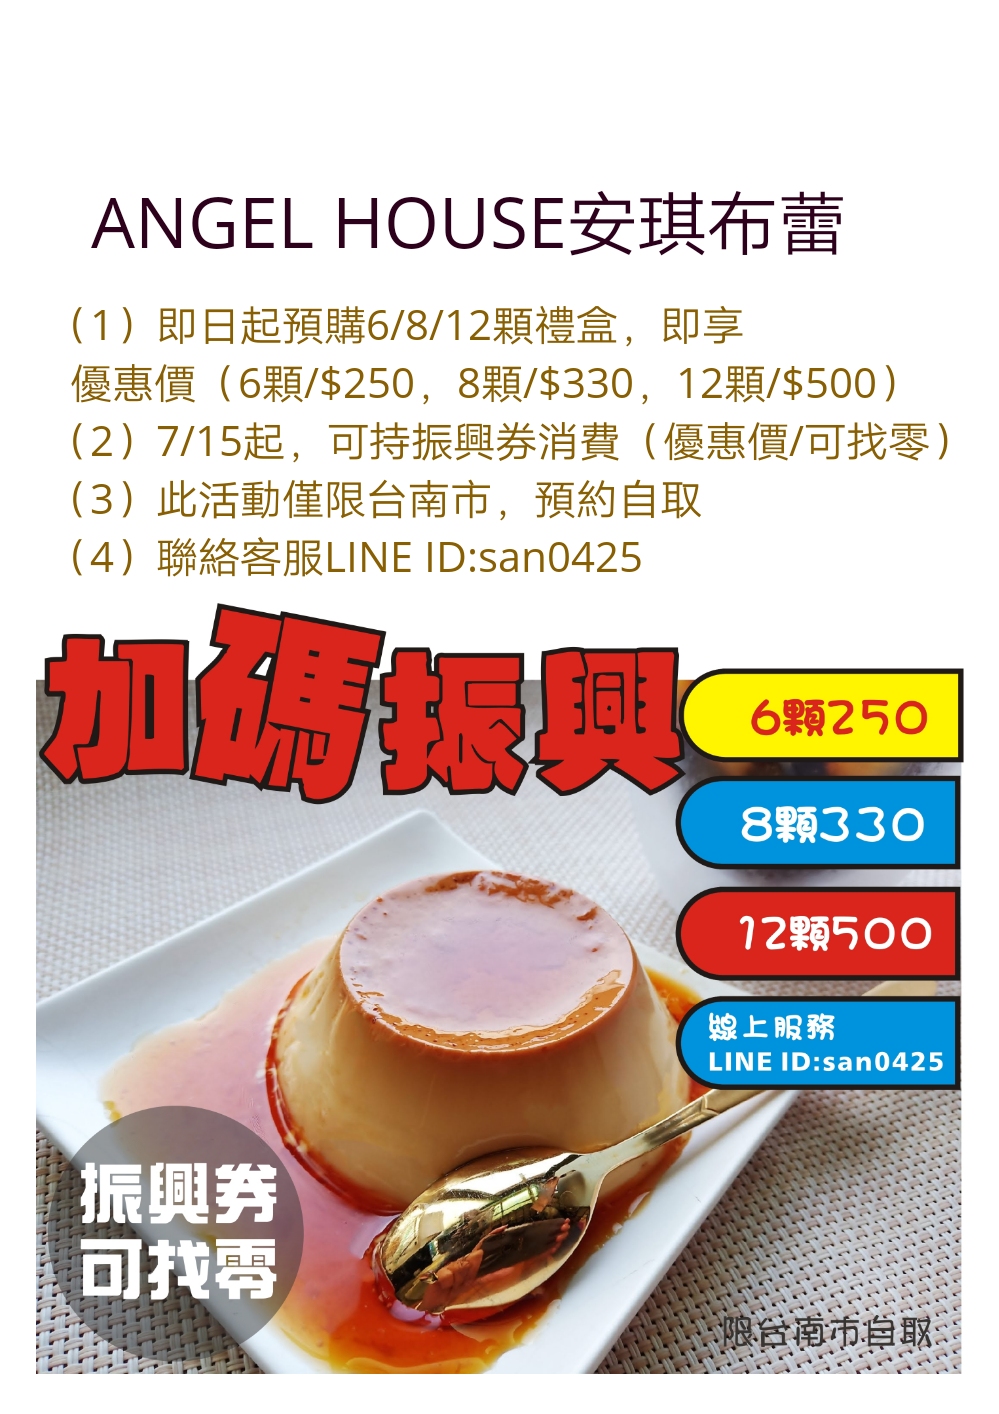 ANGEL HOUSE安琪布蕾
（1）即日起預購6/8/12顆禮盒，即享
優惠價（6顆/$250，8顆/$330，12顆/$500）
（2）7/15起，可持振興券消費（優惠價/可找零）
（3）此活動僅限台南市，預約自取
（4）聯絡客服LINE ID:san0425
加碼振興
6顆250
8顆330
12顆500
線上服務
LINE ID:san0425
振興券
可找零
限台南市自取